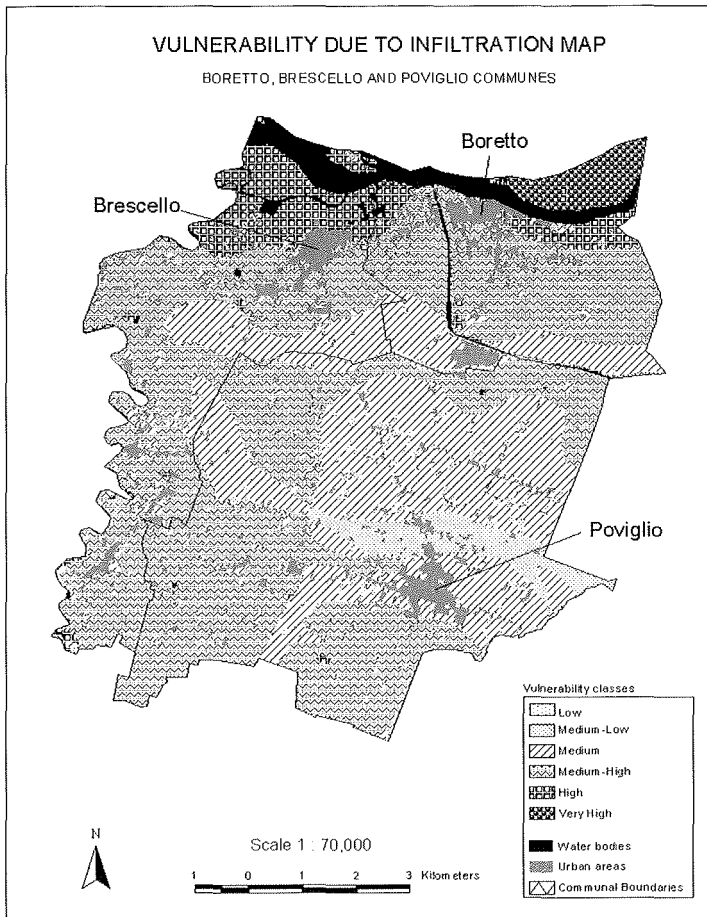 VULNERABILITY DUE TO INFILTRATION MAP
BORETTO, BRESCELLO AND POVIGLIO COMMUNES
Boretto
Brescello
Poviglio
Vulnerability classes
Low
Medium-Low
Medium
Medium-High
High
Very High
Water bodies
Urban areas
Communal Boundaries
N
Scale 1 : 70,000
1 0 1 2 3 Kilometers